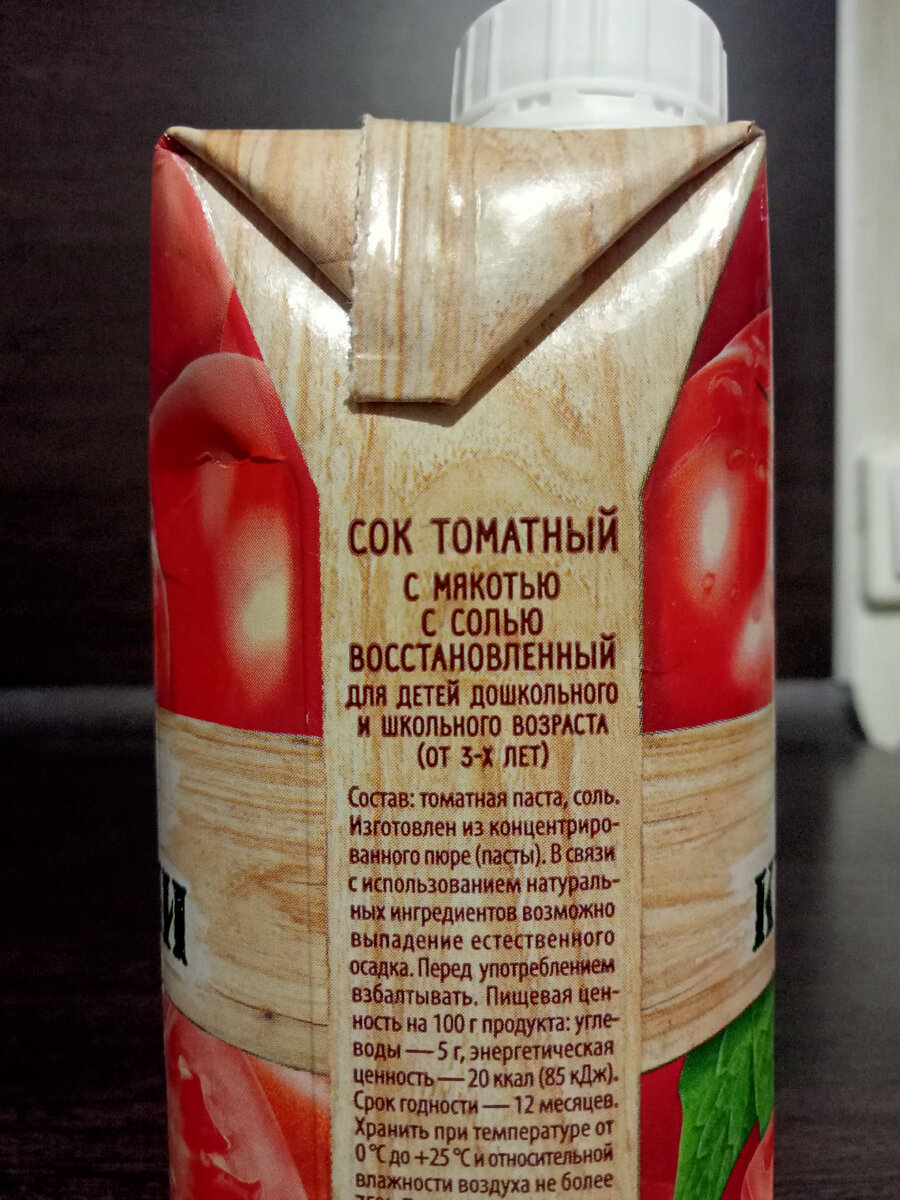 СОК ТОМАТНЫЙ
С МЯКОТЬЮ
С СОЛЬЮ
ВОССТАНОВЛЕННЫЙ
ДЛЯ ДЕТЕЙ ДОШКОЛЬНОГО
И ШКОЛЬНОГО ВОЗРАСТА
(ОТ 3-Х ЛЕТ)
Состав: томатная паста, соль.
Изготовлен из концентриро-
ванного пюре (пасты). В связи
с использованием натураль-
ных ингредиентов возможно
выпадение естественного
осадка. Перед употреблением
взбалтывать. Пищевая цен-
ность на 100 г продукта: угле-
воды — 5 г, энергетическая
ценность — 20 ккал (85 кДж).
Срок годности — 12 месяцев.
Хранить при температуре от
0 °С до +25 °С и относительной
влажности воздуха не более